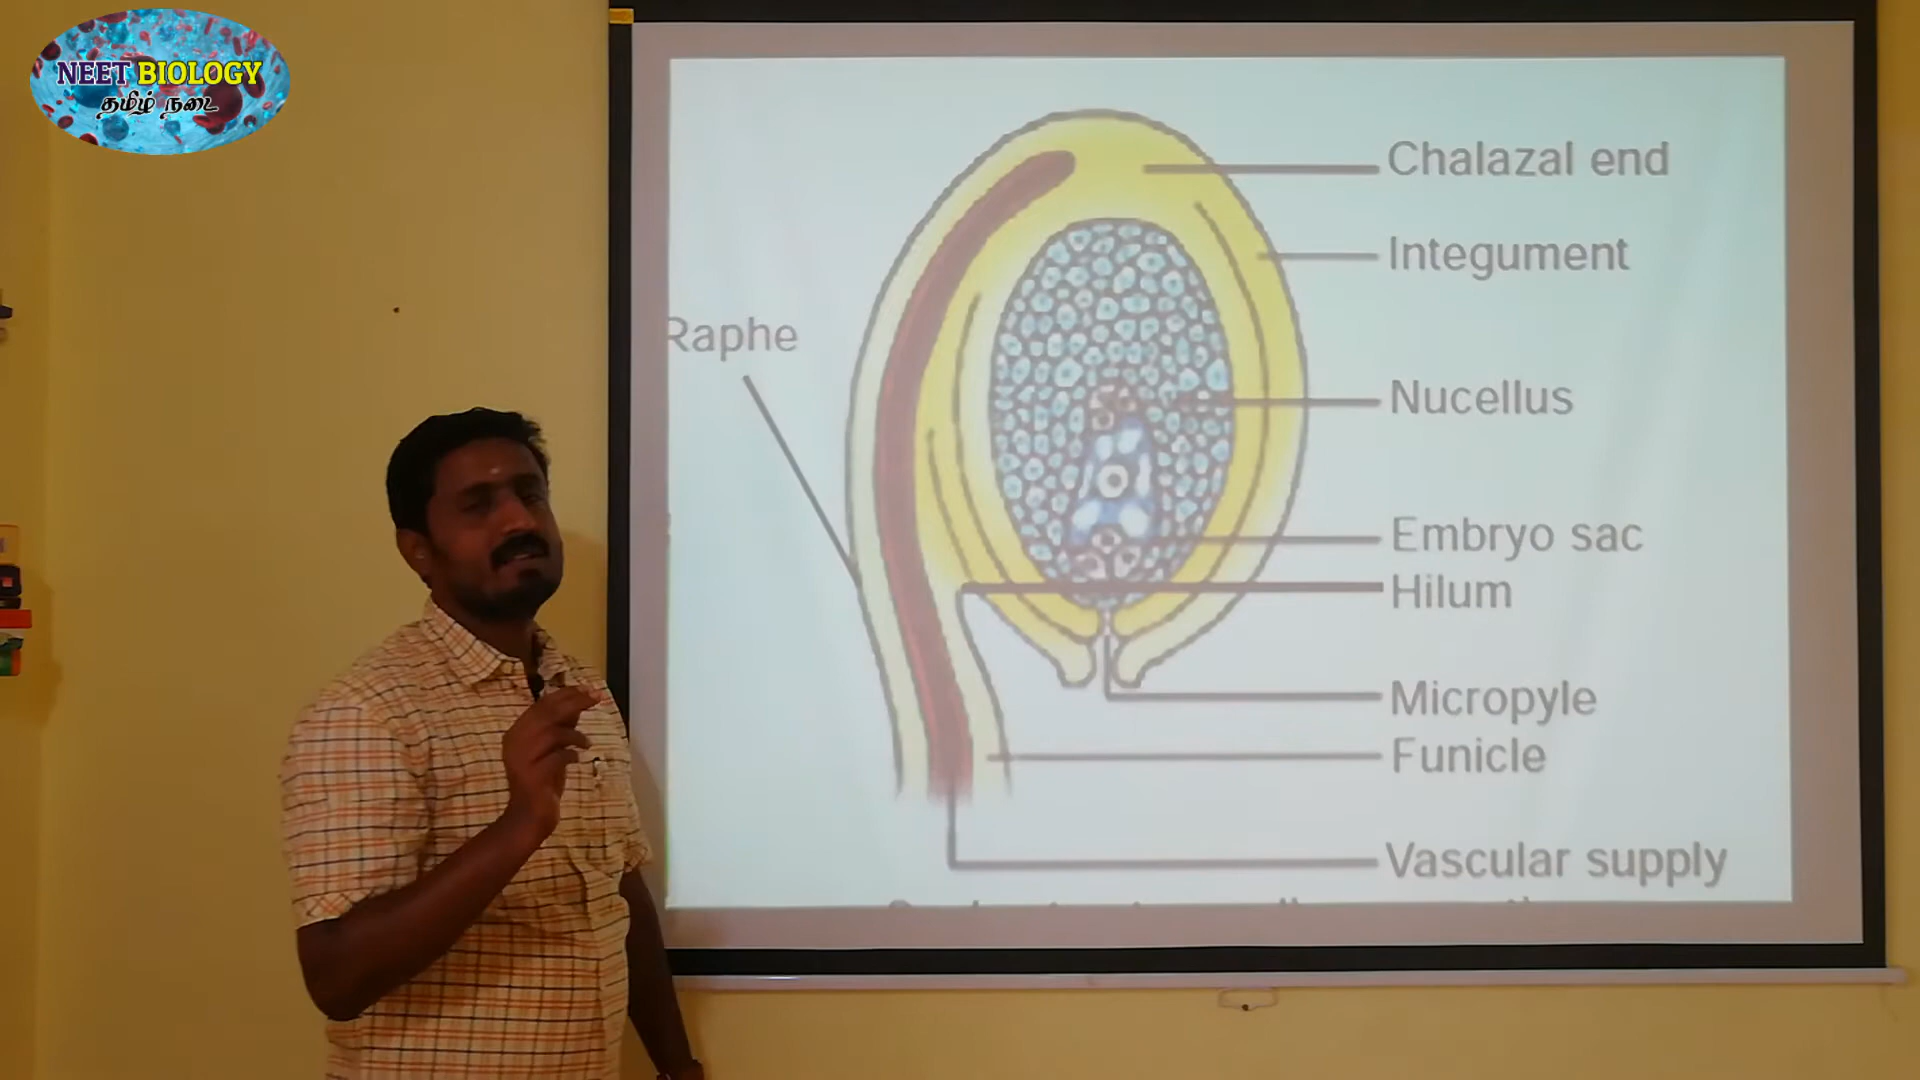 NEET BIOLOGY
தமிழ் நடை
Chalazal end
Integument
Raphe
Nucellus
Embryo sac
Hilum
Micropyle
Funicle
Vascular supply